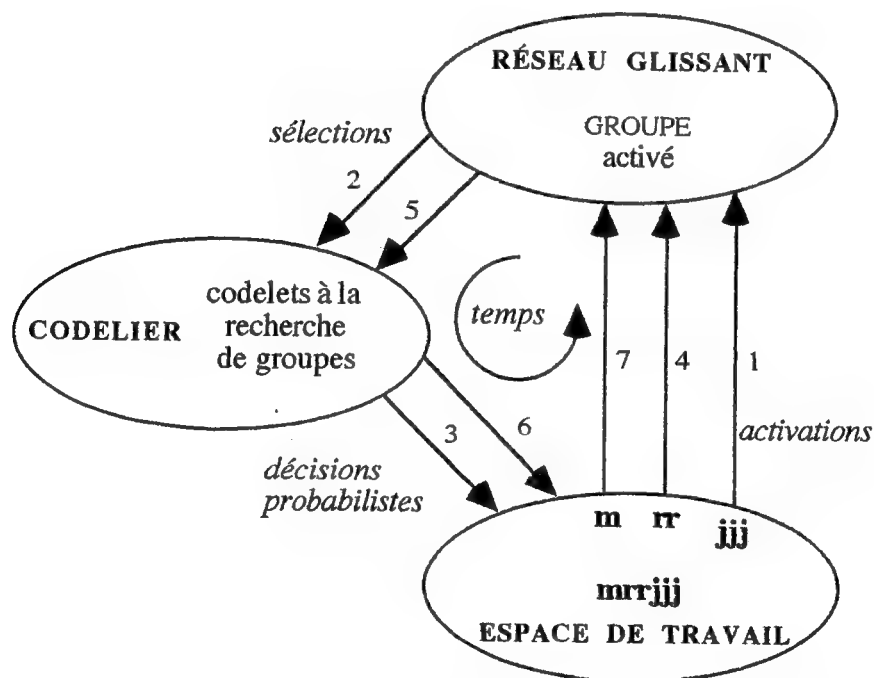 RÉSEAU GLISSANT
GROUPE
activé
sélections
2
5
codelets à la
CODELIER recherche
de groupes
temps
7
4
1
3
6
activations
décisions
probabilistes
m rr jjj
mrrjjj
ESPACE DE TRAVAIL